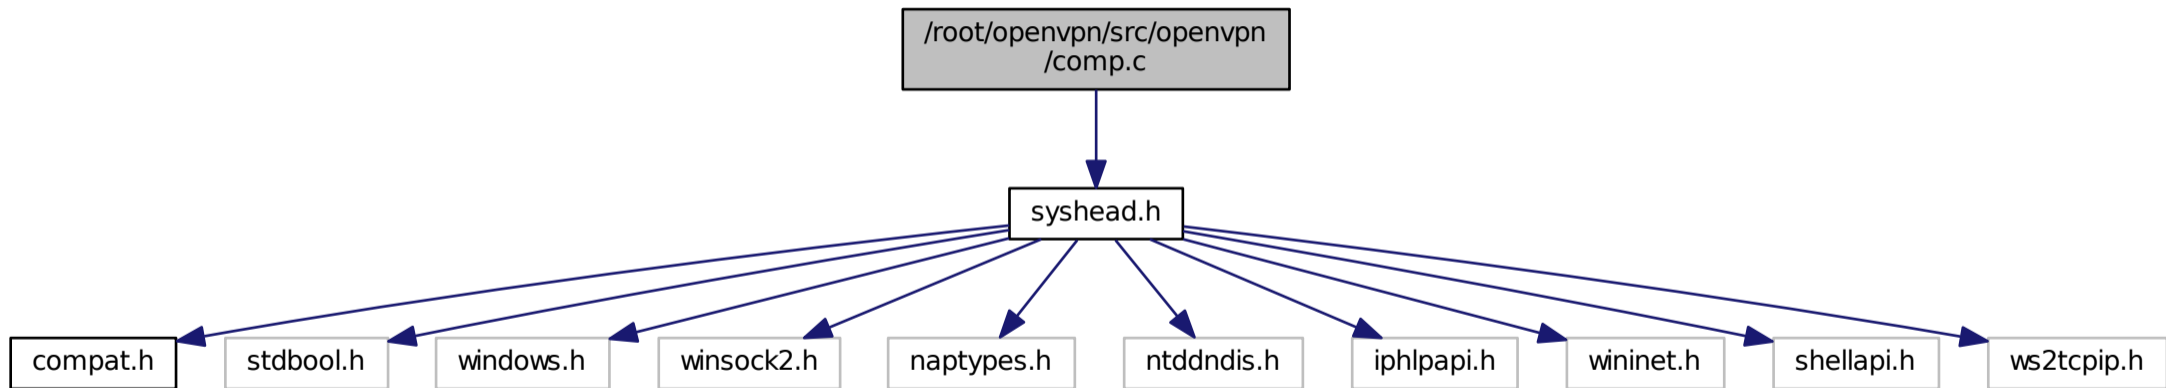 /root/openvpn/src/openvpn
/comp.c
syshead.h
compat.h
stdbool.h
windows.h
winsock2.h
naptypes.h
ntddndis.h
iphlpapi.h
wininet.h
shellapi.h
ws2tcpip.h